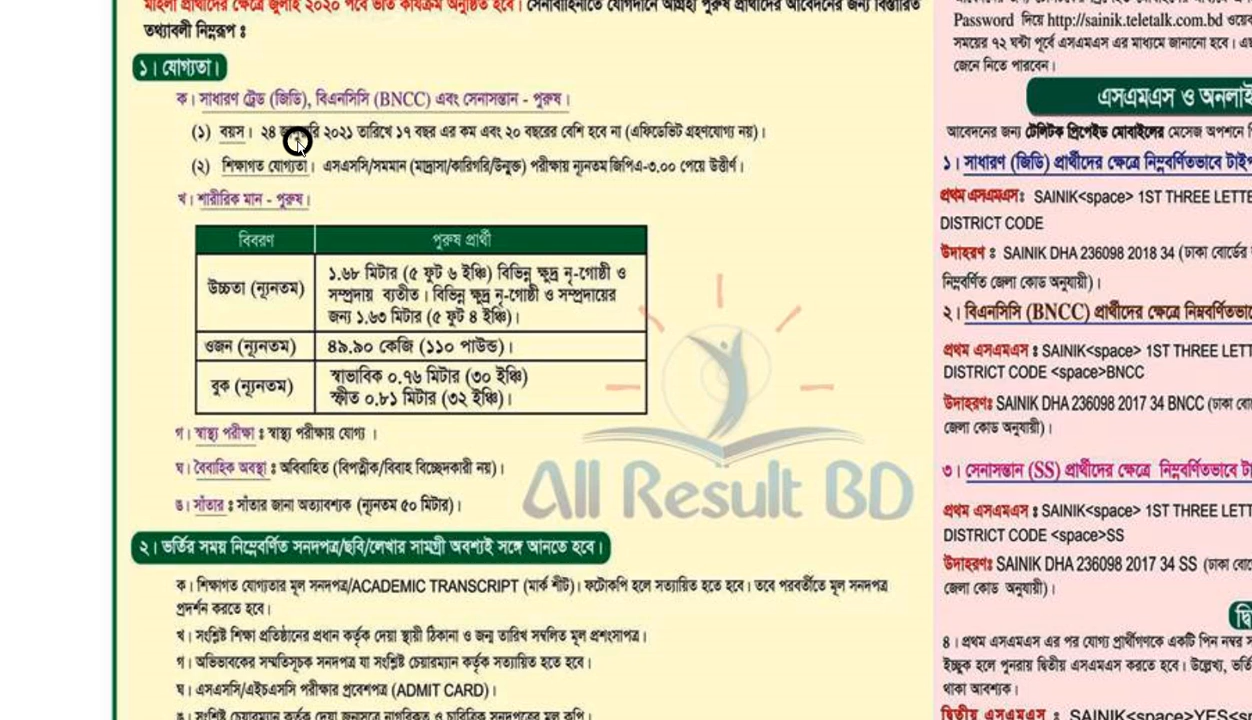 মহিলা প্রার্থীদের ক্ষেত্রে জুলাই ২০২০ পর্বে ভর্তি কার্যক্রম অনুষ্ঠিত হবে। সেনাবাহিনীতে যোগদানে আগ্রহী পুরুষ প্রার্থীদের আবেদনের জন্য বিস্তারিত
তথ্যাবলী নিম্নরূপ ঃ
১। যোগ্যতা।
ক। সাধারণ ট্রেড (জিডি), বিএনসিসি (BNCC) এবং সেনাসন্তান - পুরুষ।
(১) বয়স। ২৪ ২০২১ তারিখে ১৭ বছর এর কম এবং ২০ বছরের বেশি হবে না (এফিডেভিট গ্রহণযোগ্য নয়)।
(২) শিক্ষাগত যোগ্যতা। এসএসসি/সমমান (মাদ্রাসা/কারিগরি/উন্মুক্ত) পরীক্ষায় ন্যূনতম জিপিএ-৩.০০ পেয়ে উত্তীর্ণ।
খ। শারীরিক মান - পুরুষ।
বিবরণ পুরুষ প্রার্থী
উচ্চতা (ন্যূনতম) ১.৬৮ মিটার (৫ ফুট ৬ ইঞ্চি) বিভিন্ন ক্ষুদ্র নৃ-গোষ্ঠী ও
সম্প্রদায় ব্যতীত। বিভিন্ন ক্ষুদ্র নৃ-গোষ্ঠী ও সম্প্রদায়ের
জন্য ১.৬৩ মিটার (৫ ফুট ৪ ইঞ্চি)।
ওজন (ন্যূনতম) ৪৯.৯০ কেজি (১১০ পাউন্ড)।
বুক (ন্যূনতম) স্বাভাবিক ০.৭৬ মিটার (৩০ ইঞ্চি)
স্ফীত ০.৮১ মিটার (৩২ ইঞ্চি)।
গ। স্বাস্থ্য পরীক্ষা ঃ স্বাস্থ্য পরীক্ষায় যোগ্য ।
ঘ। বৈবাহিক অবস্থা ঃ অবিবাহিত (বিপত্নীক/বিবাহ বিচ্ছেদকারী নয়)।
ঙ। সাঁতার ঃ সাঁতার জানা অত্যাবশ্যক (ন্যূনতম ৫০ মিটার)।
All Result BD
২। ভর্তির সময় নিম্নেবর্ণিত সনদপত্র/ছবি/লেখার সামগ্রী অবশ্যই সঙ্গে আনতে হবে।
ক। শিক্ষাগত যোগ্যতার মূল সনদপত্র/ACADEMIC TRANSCRIPT (মার্ক শীট)। ফটোকপি হলে সত্যায়িত হতে হবে। তবে পরবর্তীতে মূল সনদপত্র
প্রদর্শন করতে হবে।
খ। সংশ্লিষ্ট শিক্ষা প্রতিষ্ঠানের প্রধান কর্তৃক দেয়া স্থায়ী ঠিকানা ও জন্ম তারিখ সম্বলিত মূল প্রশংসাপত্র।
গ। অভিভাবকের সম্মতিসূচক সনদপত্র যা সংশ্লিষ্ট চেয়ারম্যান কর্তৃক সত্যায়িত হতে হবে।
ঘ। এসএসসি/এইচএসসি পরীক্ষার প্রবেশপত্র (ADMIT CARD)।
ঙ। সংশ্লিষ্ট চেয়ারম্যান কর্তৃক দেয়া জন্মসূত্রে নাগরিকত্ব ও চারিত্রিক সনদপত্রের মূল কপি।
Password দিয়ে http://sainik.teletalk.com.bd
সময়ের ৭২ ঘন্টা পূর্বে এসএমএস এর মাধ্যমে জানানো হবে।
জেনে নিতে পারবেন।
এসএমএস ও অনলাই
আবেদনের জন্য টেলিটক প্রিপেইড মোবাইলের মেসেজ অপশনে
১। সাধারণ (জিডি) প্রার্থীদের ক্ষেত্রে নিম্নবর্ণিতভাবে টাইপ
প্রথম এসএমএস ঃ SAINIK<space> 1ST THREE LETTE
DISTRICT CODE
উদাহরণ ঃ SAINIK DHA 236098 2018 34 (ঢাকা বোর্ডের
নিম্নবর্ণিত জেলা কোড অনুযায়ী)।
২। বিএনসিসি (BNCC) প্রার্থীদের ক্ষেত্রে নিম্নবর্ণিতভাবে
প্রথম এসএমএস ঃ SAINIK<space> 1ST THREE LETT
DISTRICT CODE <space>BNCC
উদাহরণঃ SAINIK DHA 236098 2017 34 BNCC (ঢাকা বো
জেলা কোড অনুযায়ী)।
৩। সেনাসন্তান (SS) প্রার্থীদের ক্ষেত্রে নিম্নবর্ণিতভাবে টা
প্রথম এসএমএস ঃ SAINIK<space> 1ST THREE LETT
DISTRICT CODE <space>SS
উদাহরণঃ SAINIK DHA 236098 2017 34 SS (ঢাকা বো
জেলা কোড অনুযায়ী)।
দ্বি
৪। প্রথম এসএমএস এর পর যোগ্য প্রার্থীগণকে একটি পিন নম্বর
ইচ্ছুক হলে পুনরায় দ্বিতীয় এসএমএস করতে হবে। উল্লেখ্য, ভর্তি
থাকা আবশ্যক।
দ্বিতীয় এসএমএস ঃ SAINIK<space>YES<s